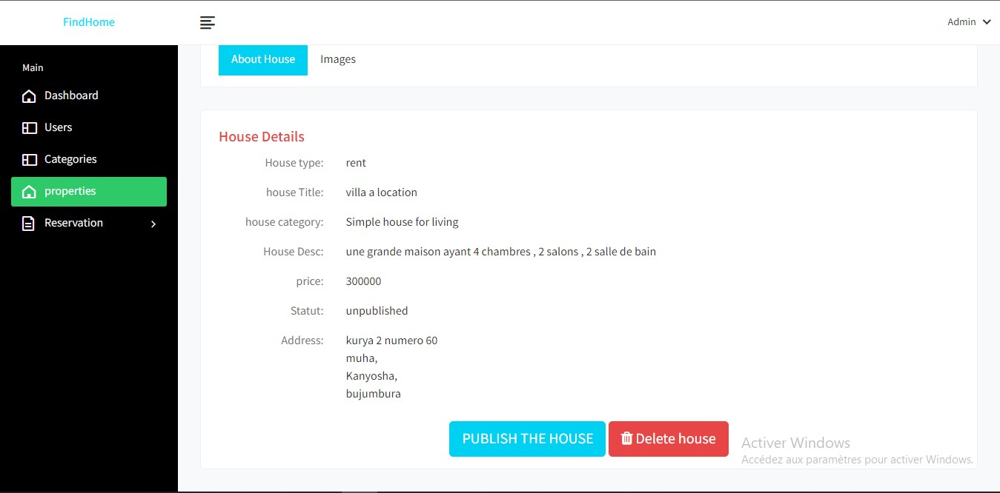 FindHome
Admin
Main
Dashboard
Users
Categories
properties
Reservation
About House Images
House Details
House type: rent
house Title: villa a location
house category: Simple house for living
House Desc: une grande maison ayant 4 chambres , 2 salons , 2 salle de bain
price: 300000
Statut: unpublished
Address: kurya 2 numero 60
muha,
Kanyosha,
bujumbura
PUBLISH THE HOUSE Delete house
Activer Windows
Accédez aux paramètres pour activer Windows.